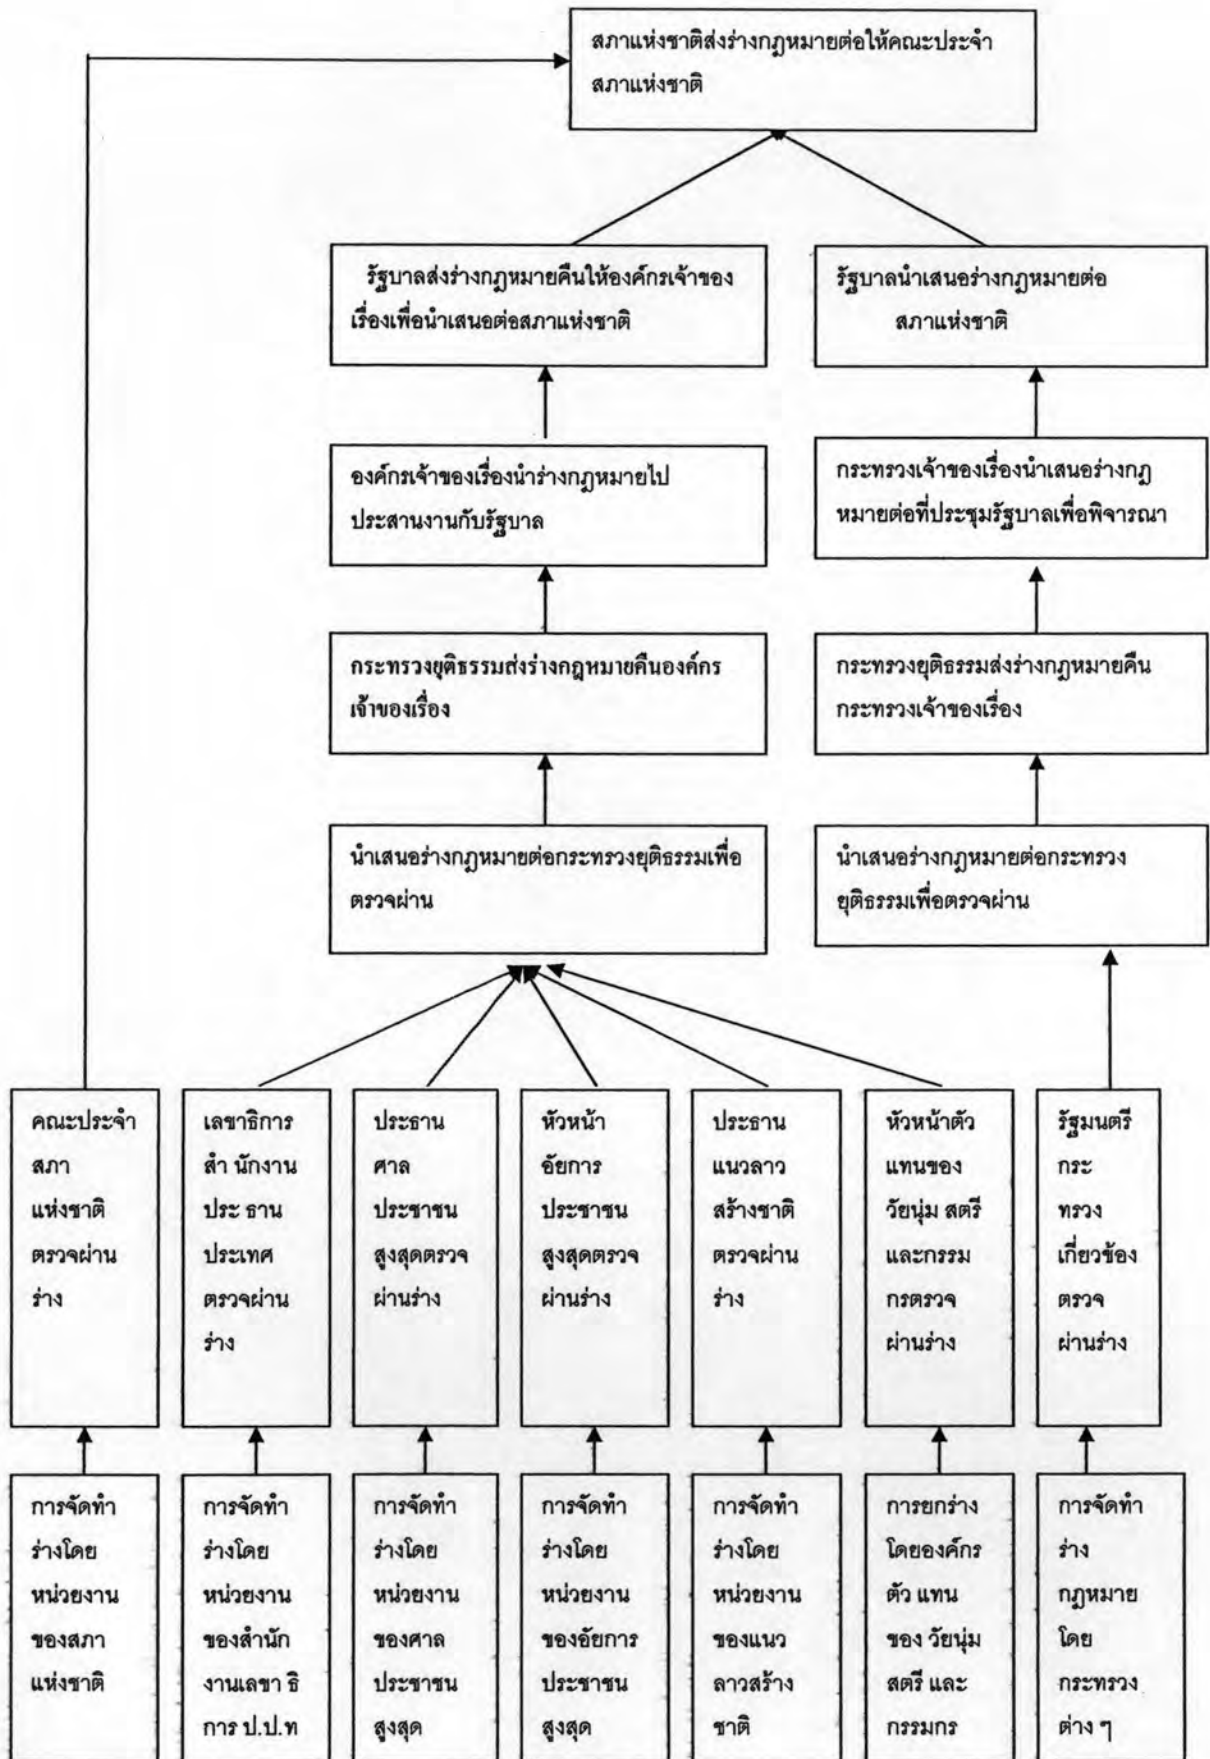 สภาแห่งชาติส่งร่างกฎหมายต่อให้คณะประจำ
สภาแห่งชาติ
รัฐบาลส่งร่างกฎหมายคืนให้องค์กรเจ้าของ
เรื่องเพื่อนำเสนอต่อสภาแห่งชาติ
รัฐบาลนำเสนอร่างกฎหมายต่อ
สภาแห่งชาติ
องค์กรเจ้าของเรื่องนำร่างกฎหมายไป
ประสานงานกับรัฐบาล
กระทรวงเจ้าของเรื่องนำเสนอร่างกฎ
หมายต่อที่ประชุมรัฐบาลเพื่อพิจารณา
กระทรวงยุติธรรมส่งร่างกฎหมายคืนองค์กร
เจ้าของเรื่อง
กระทรวงยุติธรรมส่งร่างกฎหมายคืน
กระทรวงเจ้าของเรื่อง
นำเสนอร่างกฎหมายต่อกระทรวงยุติธรรมเพื่อ
ตรวจผ่าน
นำเสนอร่างกฎหมายต่อกระทรวง
ยุติธรรมเพื่อตรวจผ่าน
คณะประจำ
สภา
แห่งชาติ
ตรวจผ่าน
ร่าง
เลขาธิการ
สำ นักงาน
ประ ธาน
ประเทศ
ตรวจผ่าน
ร่าง
ประธาน
ศาล
ประชาชน
สูงสุดตรวจ
ผ่านร่าง
หัวหน้า
อัยการ
ประชาชน
สูงสุดตรวจ
ผ่านร่าง
ประธาน
แนวลาว
สร้างชาติ
ตรวจผ่าน
ร่าง
หัวหน้าตัว
แทนของ
วัยนุ่ม สตรี
และกรรม
กรตรวจ
ผ่านร่าง
รัฐมนตรี
กระ
ทรวง
เกี่ยวข้อง
ตรวจ
ผ่านร่าง
การจัดทำ
ร่างโดย
หน่วยงาน
ของสภา
แห่งชาติ
การจัดทำ
ร่างโดย
หน่วยงาน
ของสำนัก
งานเลขา ธิ
การ ป.ป.ท
การจัดทำ
ร่างโดย
หน่วยงาน
ของศาล
ประชาชน
สูงสุด
การจัดทำ
ร่างโดย
หน่วยงาน
ของอัยการ
ประชาชน
สูงสุด
การจัดทำ
ร่างโดย
หน่วยงาน
ของแนว
ลาวสร้าง
ชาติ
การยกร่าง
โดยองค์กร
ตัว แทน
ของ วัยนุ่ม
สตรี และ
กรรมกร
การจัดทำ
ร่าง
กฎหมาย
โดย
กระทรวง
ต่าง ๆ